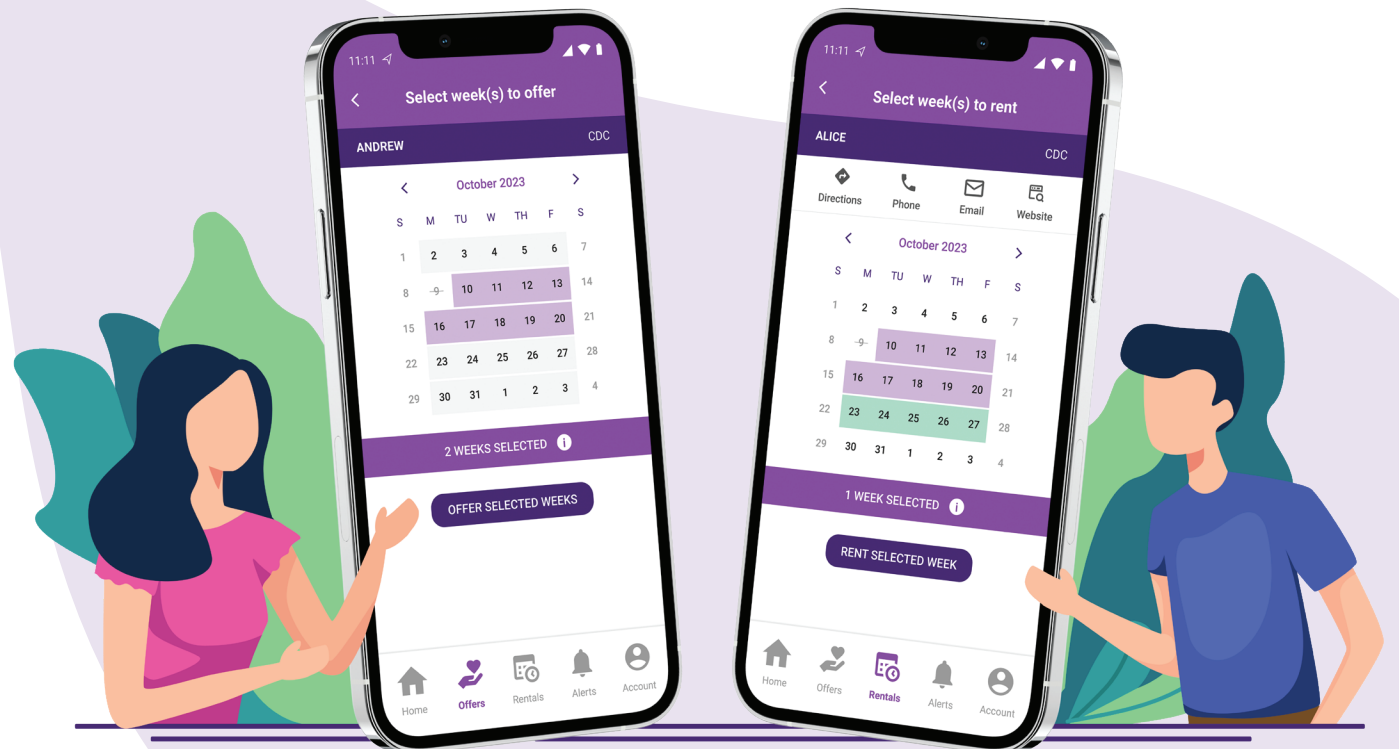 11:11
Select week(s) to offer
ANDREW CDC
October 2023
S M TU W TH F S
1 2 3 4 5 6 7
8 9 10 11 12 13 14
15 16 17 18 19 20 21
22 23 24 25 26 27 28
29 30 31 1 2 3 4
2 WEEKS SELECTED i
OFFER SELECTED WEEKS
Home Offers Rentals Alerts Account
11:11
Select week(s) to rent
ALICE CDC
Directions Phone Email Website
October 2023
S M TU W TH F S
1 2 3 4 5 6 7
8 9 10 11 12 13 14
15 16 17 18 19 20 21
22 23 24 25 26 27 28
29 30 31 1 2 3 4
1 WEEK SELECTED i
RENT SELECTED WEEK
Home Offers Rentals Alerts Account